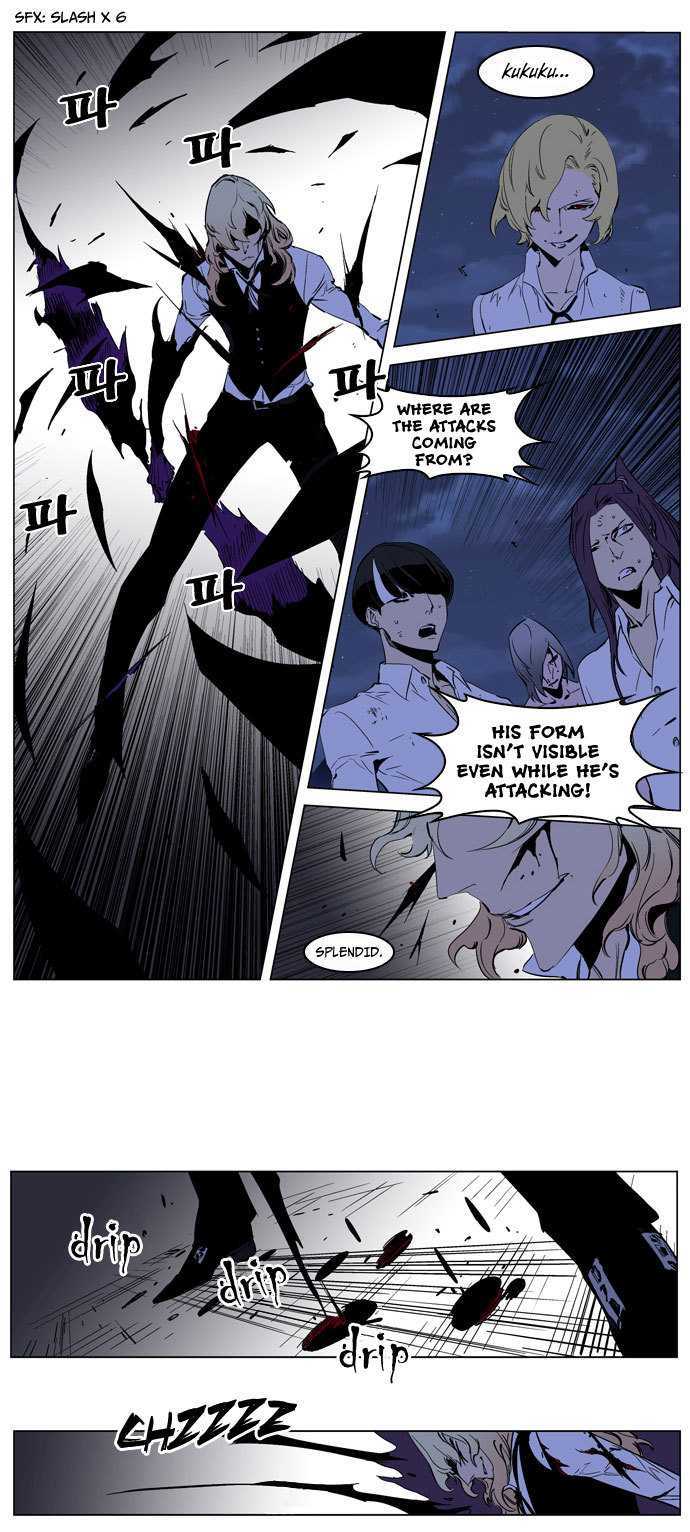 SFX: SLASH X 6
파
파
KUKUKU...
파
파
WHERE ARE
THE ATTACKS
COMING
FROM?
파
파
HIS FORM
ISN'T VISIBLE
EVEN WHILE HE'S
ATTACKING!
SPLENDID.
drip
drip
drip
CHZZZZ